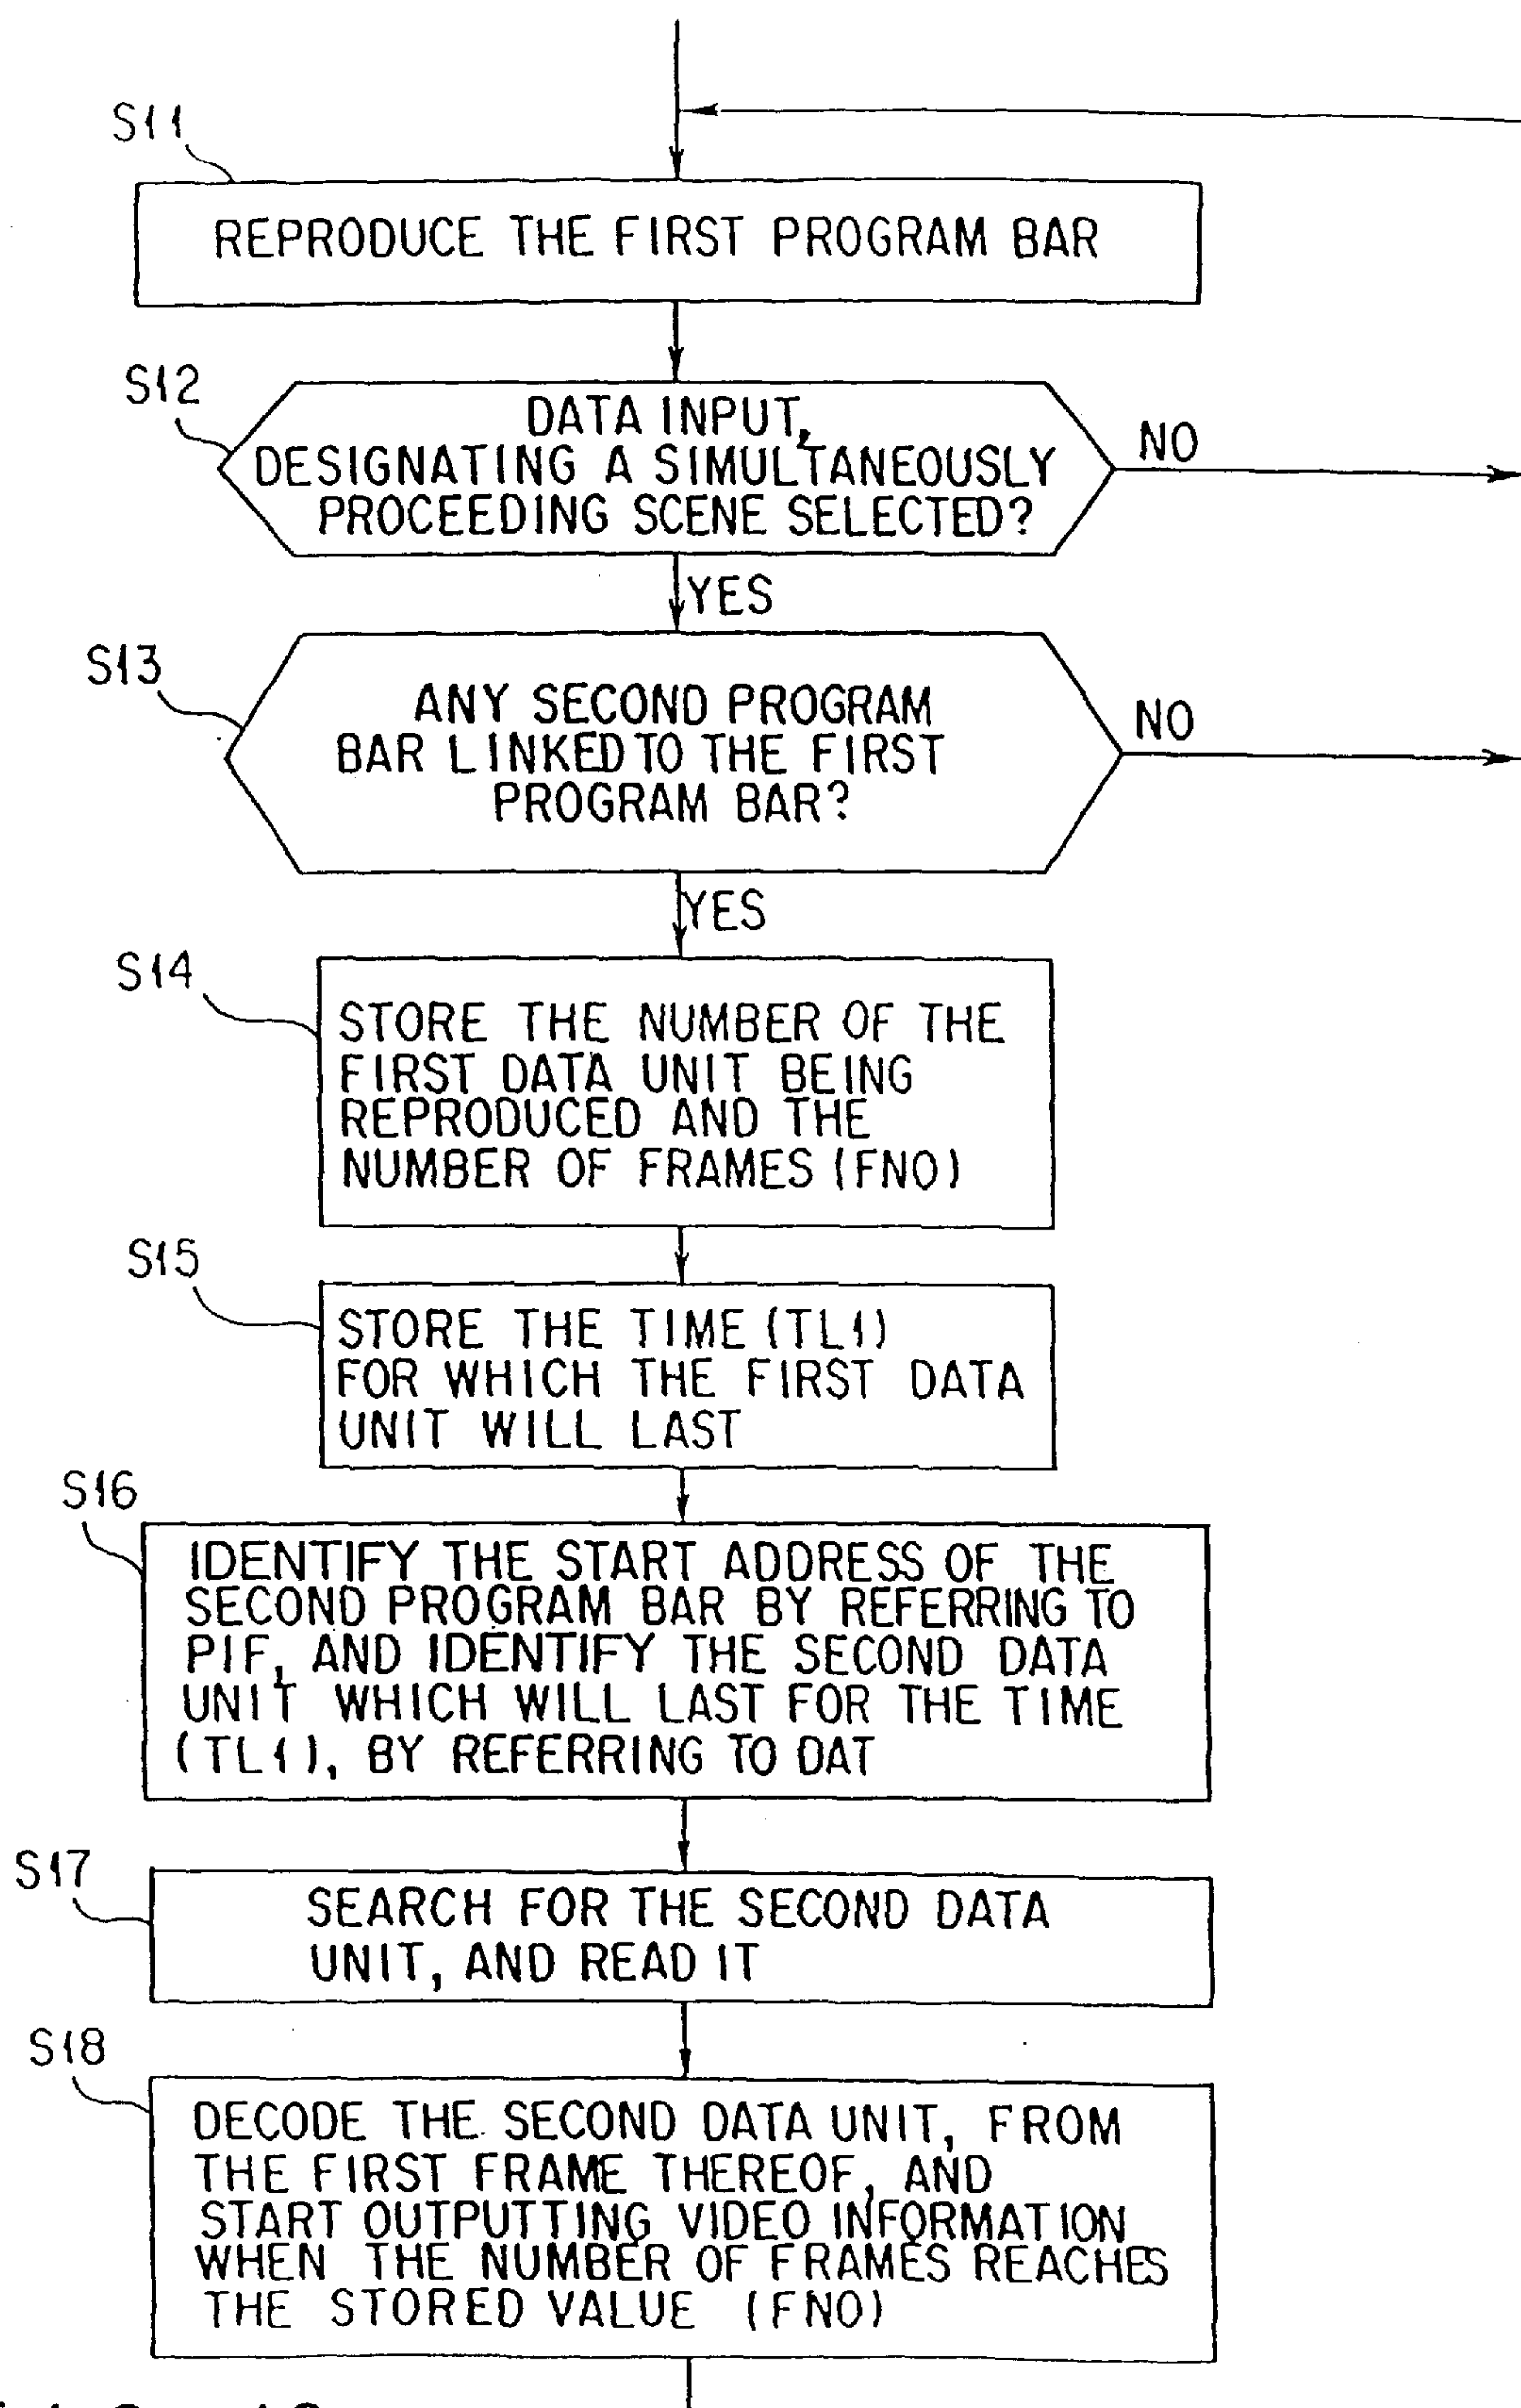 S11
REPRODUCE THE FIRST PROGRAM BAR
S12
DATA INPUT,
DESIGNATING A SIMULTANEOUSLY
PROCEEDING SCENE SELECTED?
NO
YES
S13
ANY SECOND PROGRAM
BAR LINKED TO THE FIRST
PROGRAM BAR?
NO
YES
S14
STORE THE NUMBER OF THE
FIRST DATA UNIT BEING
REPRODUCED AND THE
NUMBER OF FRAMES (FNO)
S15
STORE THE TIME (TL1)
FOR WHICH THE FIRST DATA
UNIT WILL LAST
S16
IDENTIFY THE START ADDRESS OF THE
SECOND PROGRAM BAR BY REFERRING TO
PIF, AND IDENTIFY THE SECOND DATA
UNIT WHICH WILL LAST FOR THE TIME
(TL1), BY REFERRING TO DAT
S17
SEARCH FOR THE SECOND DATA
UNIT, AND READ IT
S18
DECODE THE SECOND DATA UNIT, FROM
THE FIRST FRAME THEREOF, AND
START OUTPUTTING VIDEO INFORMATION
WHEN THE NUMBER OF FRAMES REACHES
THE STORED VALUE (FNO)